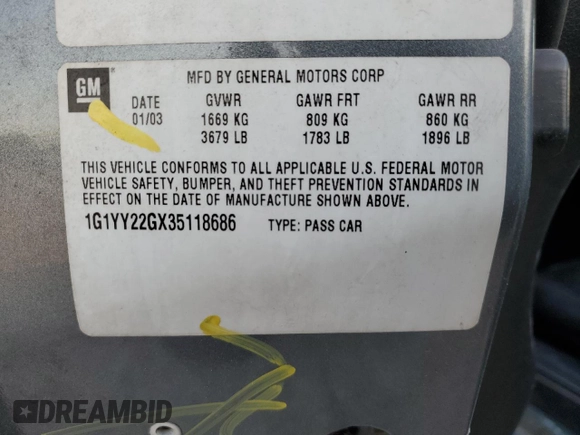 GM
MFD BY GENERAL MOTORS CORP
DATE GVWR GAWR FRT GAWR RR
01/03 1669 KG 809 KG 860 KG
3679 LB 1783 LB 1896 LB
THIS VEHICLE CONFORMS TO ALL APPLICABLE U.S. FEDERAL MOTOR
VEHICLE SAFETY, BUMPER, AND THEFT PREVENTION STANDARDS IN
EFFECT ON THE DATE OF MANUFACTURE SHOWN ABOVE.
1G1YY22GX35118686 TYPE: PASS CAR
DREAMBID